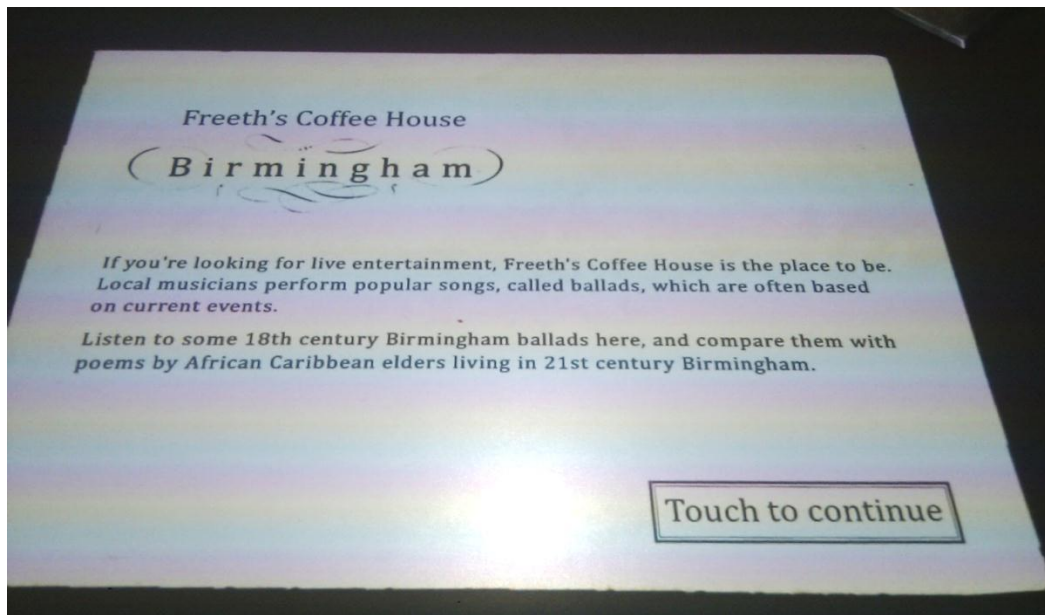 Freeth's Coffee House
(Birmingham)
If you're looking for live entertainment, Freeth's Coffee House is the place to be.
Local musicians perform popular songs, called ballads, which are often based
on current events.
Listen to some 18th century Birmingham ballads here, and compare them with
poems by African Caribbean elders living in 21st century Birmingham.
Touch to continue